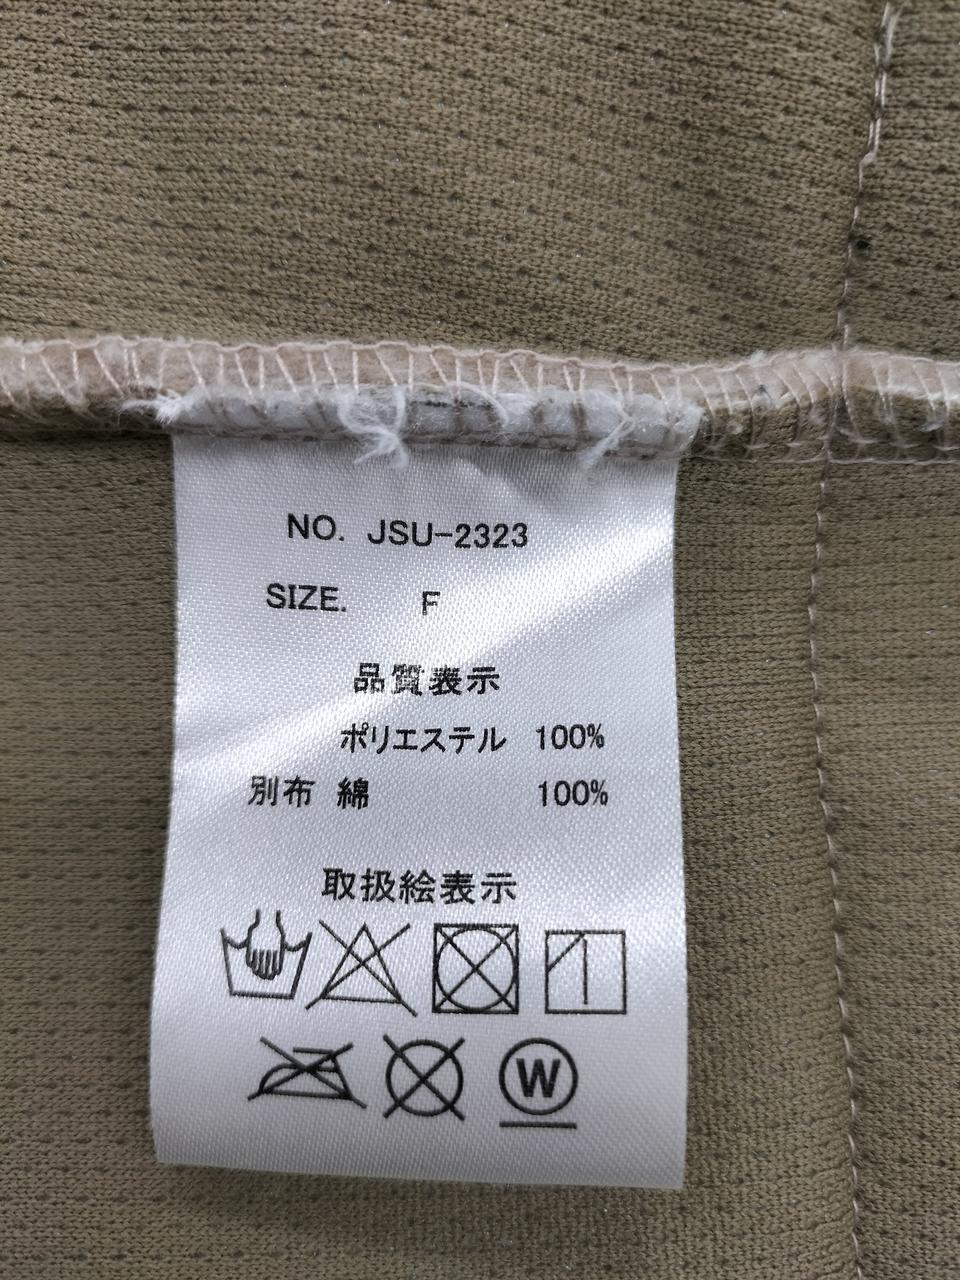 NO. JSU-2323
SIZE. F
品質表示
ポリエステル 100%
別布 綿 100%
取扱絵表示
W